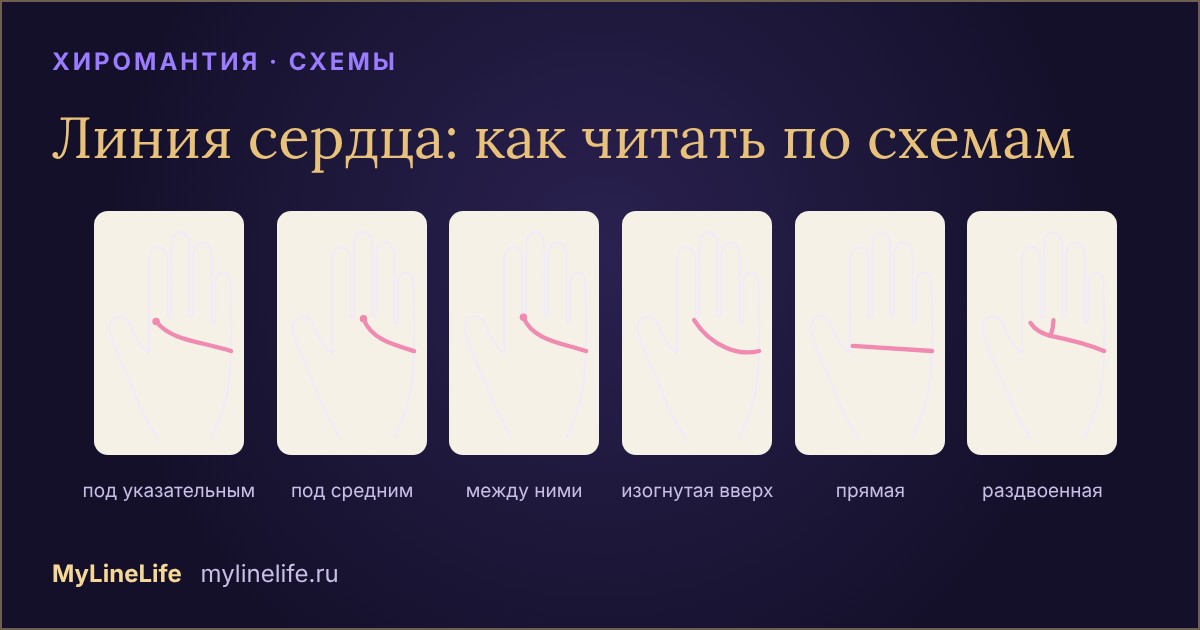 ХИРОМАНТИЯ · СХЕМЫ
Линия сердца: как читать по схемам
под указательным
под средним
между ними
изогнутая вверх
прямая
раздвоенная
MyLineLife mylinelife.ru